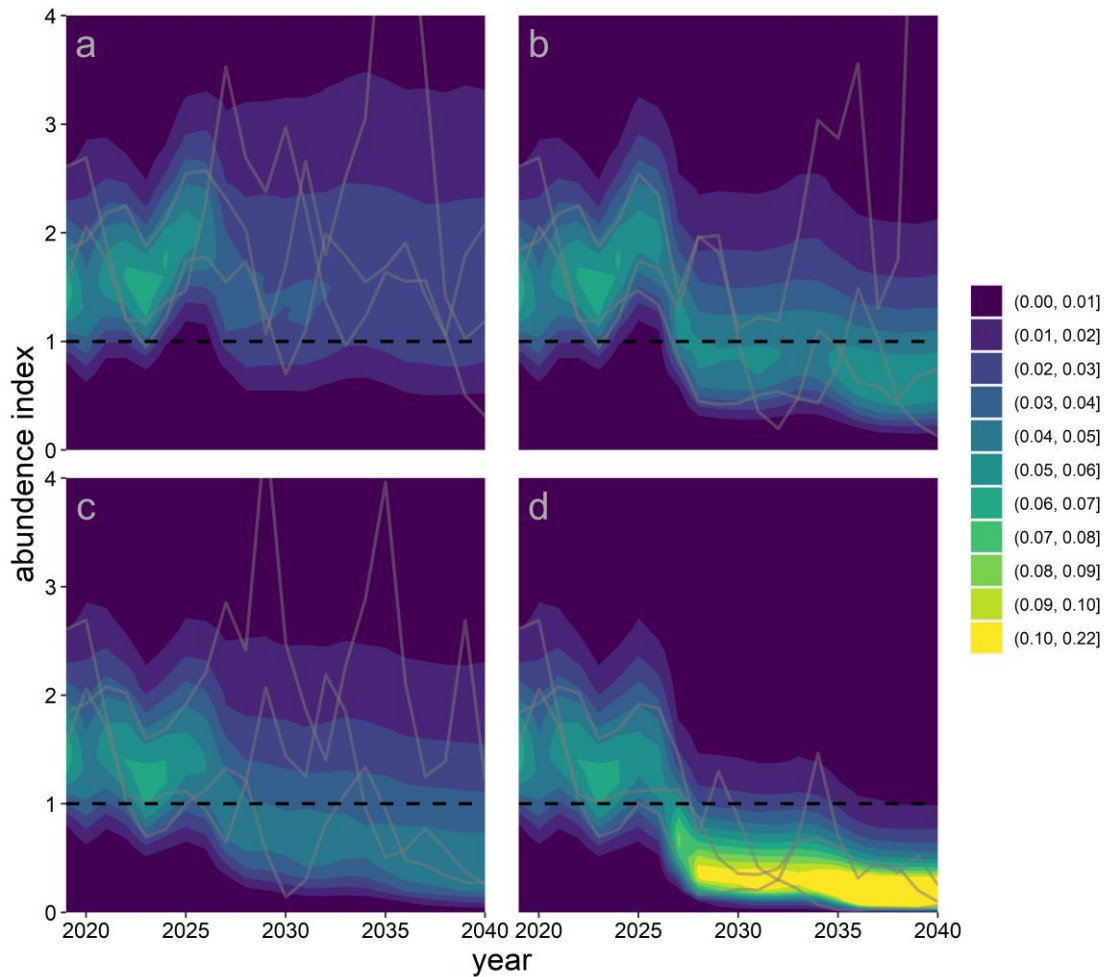 4
3
2
1
0
a
b
abundence index
4
3
2
1
0
c
d
2020 2025 2030 2035 2040
2020 2025 2030 2035 2040
year
(0.00, 0.01]
(0.01, 0.02]
(0.02, 0.03]
(0.03, 0.04]
(0.04, 0.05]
(0.05, 0.06]
(0.06, 0.07]
(0.07, 0.08]
(0.08, 0.09]
(0.09, 0.10]
(0.10, 0.22]